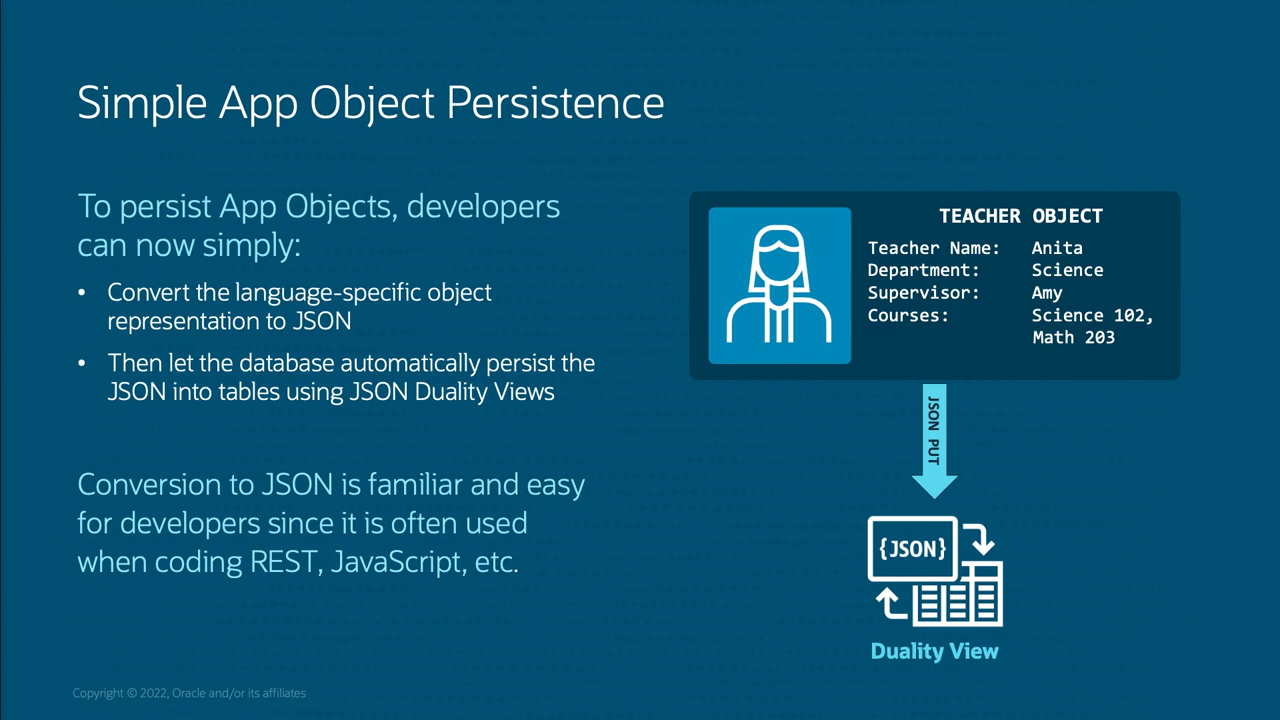 Simple App Object Persistence
To persist App Objects, developers
can now simply:
• Convert the language-specific object
representation to JSON
• Then let the database automatically persist the
JSON into tables using JSON Duality Views
Conversion to JSON is familiar and easy
for developers since it is often used
when coding REST, JavaScript, etc.
TEACHER OBJECT
Teacher Name: Anita
Department: Science
Supervisor: Amy
Courses: Science 102,
Math 203
JSON PUT
{JSON}
Duality View
Copyright © 2022, Oracle and/or its affiliates